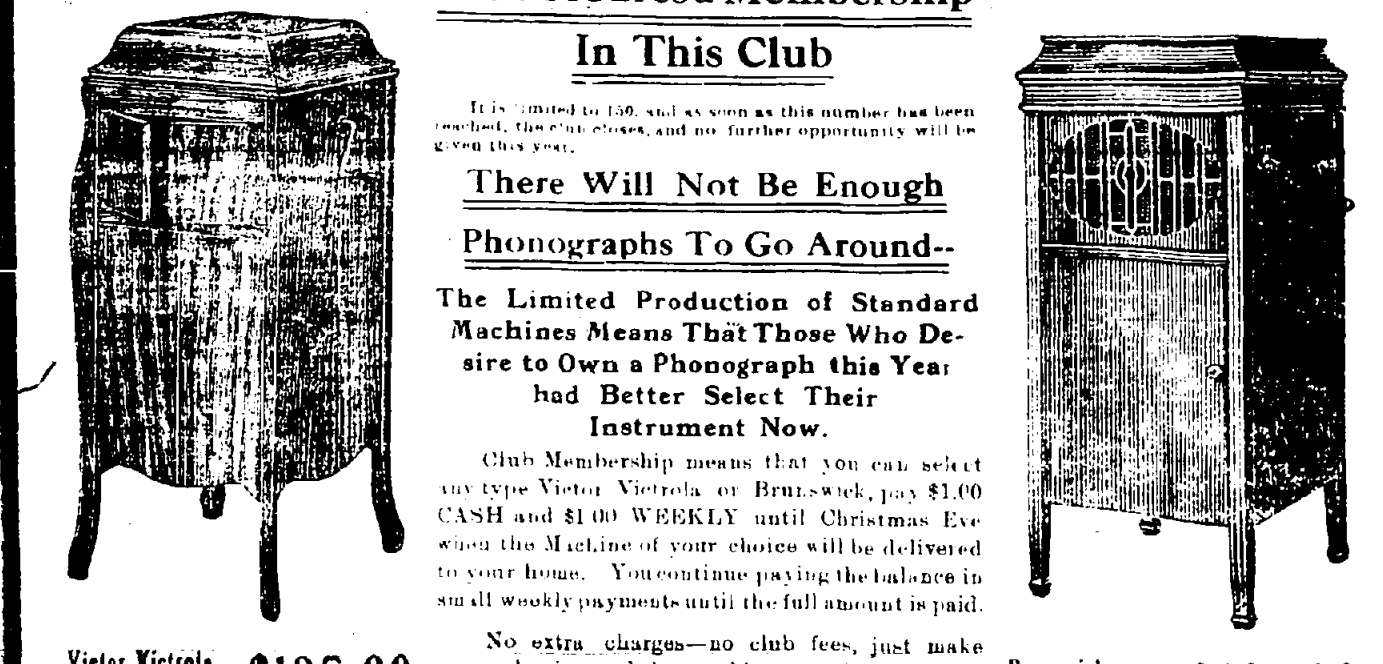 Membership
In This Club
It is limited to 150, and as soon as this number has been
reached, the club closes, and no further opportunity will be
given this year.
There Will Not Be Enough
Phonographs To Go Around--
The Limited Production of Standard
Machines Means That Those Who De-
sire to Own a Phonograph this Year
had Better Select Their
Instrument Now.
Club Membership means that you can select
any type Victor Victrola or Brunswick, pay $1.00
CASH and $1.00 WEEKLY until Christmas Eve
when the Machine of your choice will be delivered
to your home. You continue paying the balance in
small weekly payments until the full amount is paid.
No extra charges—no club fees, just make
Victor Victrola